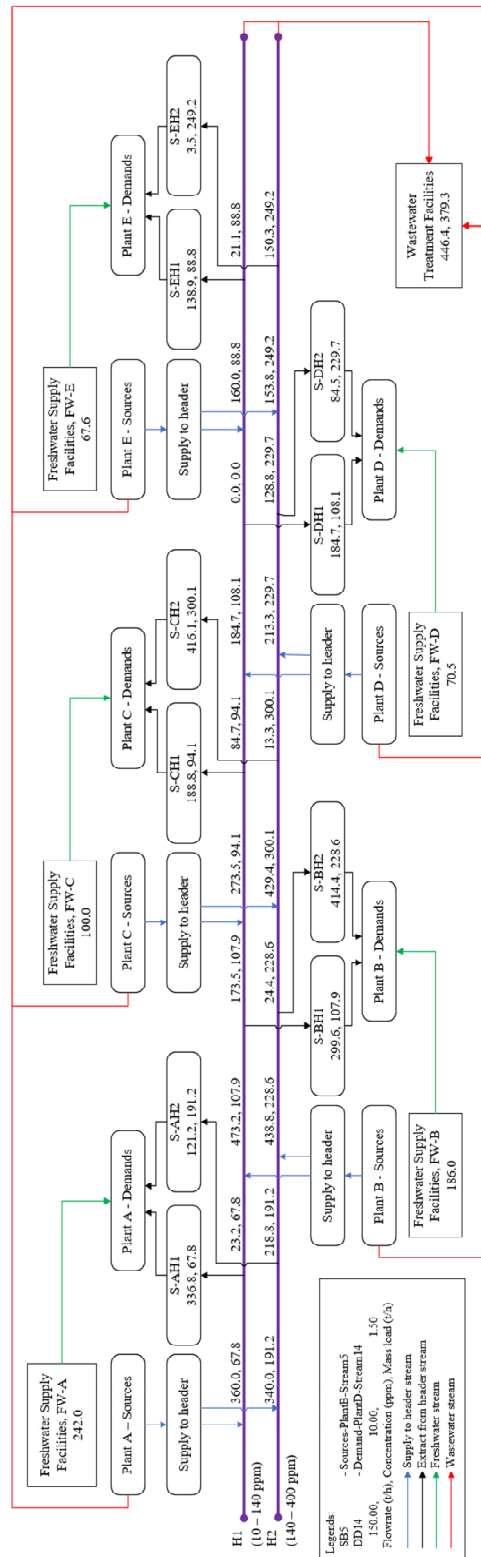 Freshwater Supply
Facilities, FW-A
242.0
Freshwater Supply
Facilities, FW-C
100.0
Freshwater Supply
Facilities, FW-E
67.6
Plant A – Sources
Plant A - Demands
Plant C – Sources
Plant C - Demands
Plant E - Sources
Plant E - Demands
Supply to header
S-AH1
336.8, 67.8
S-AH2
121.2, 191.2
Supply to header
S-CH1
188.8, 94.1
S-CH2
416.1, 300.1
Supply to header
S-EH1
138.9, 88.8
S-EH2
3.5, 249.2
H1
(10 – 140 ppm)
360.0, 67.8
23.2, 67.8
473.2, 107.9
173.5, 107.9
273.5, 94.1
84.7, 94.1
184.7, 108.1
0.0, 0.0
160.0, 88.8
21.1, 88.8
H2
(140 – 400 ppm)
340.0, 191.2
218.8, 191.2
438.8, 228.6
24.4, 228.6
429.4, 300.1
13.3, 300.1
213.3, 229.7
128.8, 229.7
153.8, 249.2
150.3, 249.2
Supply to header
S-BH1
299.6, 107.9
S-BH2
414.4, 228.6
Supply to header
S-DH1
184.7, 108.1
S-DH2
84.5, 229.7
Plant B - Sources
Plant B - Demands
Plant D - Sources
Plant D - Demands
Freshwater Supply
Facilities, FW-B
186.0
Freshwater Supply
Facilities, FW-D
70.5
Wastewater
Treatment Facilities
446.4, 379.3
Legends:
SB5 - Sources-PlantB-Stream5
DD14 - Demand-PlantD-Stream14
150.00, 10.00, 1.50
Flowrate (t/h), Concentration (ppm), Mass load (t/h)
Supply to header stream
Extract from header stream
Freshwater stream
Wasewater stream